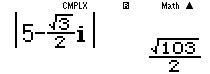 CMPLX R Math ▲
|5-√3/2 i|
√103/2